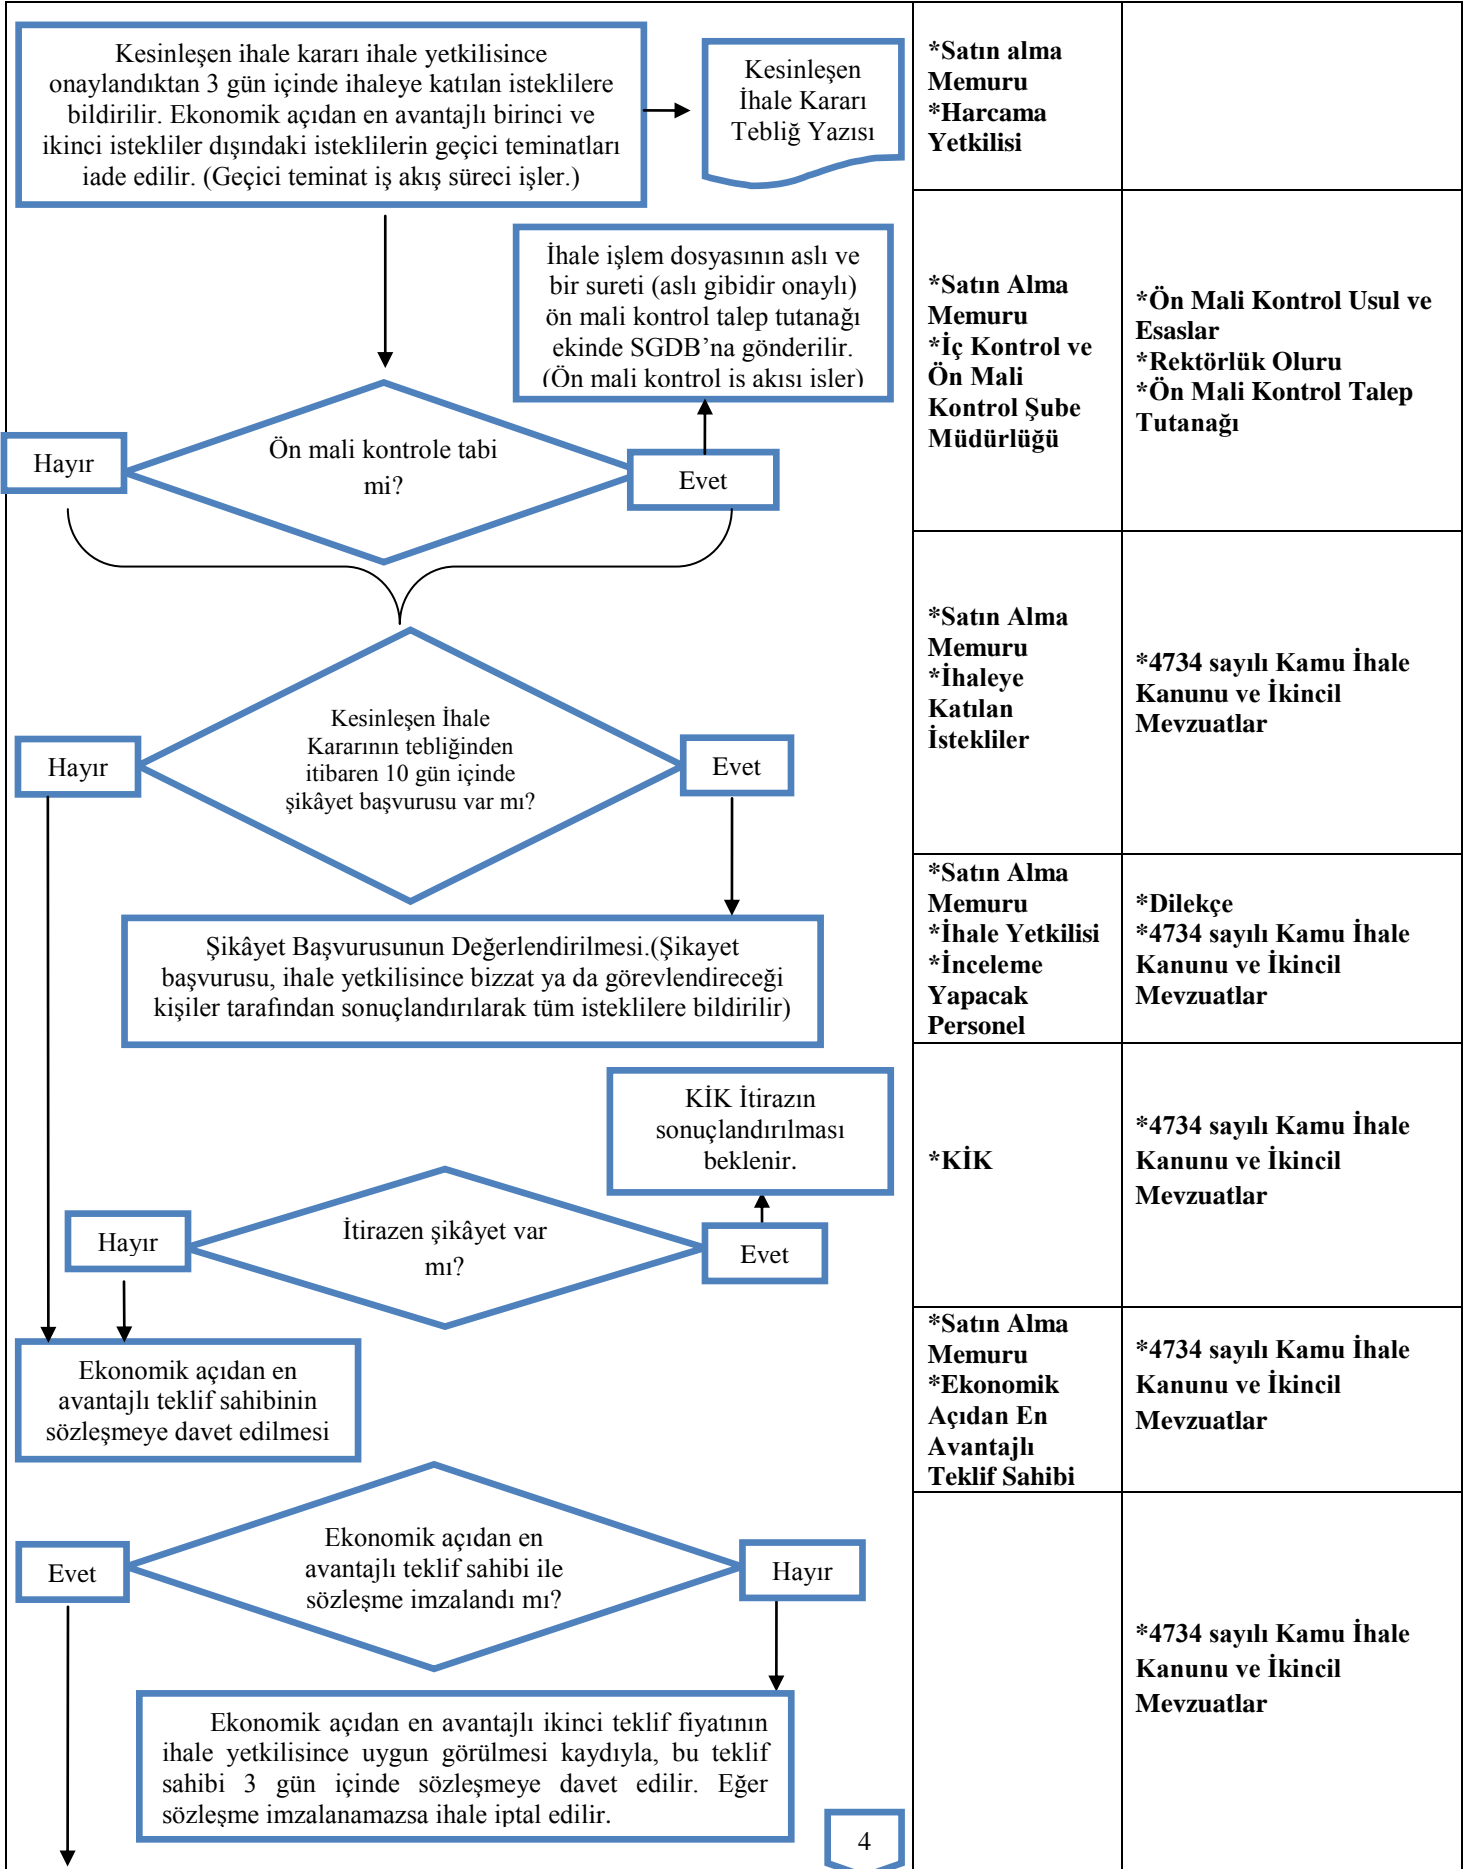 Kesinleşen ihale kararı ihale yetkilisince
onaylandıktan 3 gün içinde ihaleye katılan isteklilere
bildirilir. Ekonomik açıdan en avantajlı birinci ve
ikinci istekliler dışındaki isteklilerin geçici teminatları
iade edilir. (Geçici teminat iş akış süreci işler.)
Kesinleşen
İhale Kararı
Tebliğ Yazısı
*Satın alma
Memuru
*Harcama
Yetkilisi
İhale işlem dosyasının aslı ve
bir sureti (aslı gibidir onaylı)
ön mali kontrol talep tutanağı
ekinde SGDB’na gönderilir.
(Ön mali kontrol iş akışı işler)
Ön mali kontrole tabi
mi?
Hayır
Evet
*Satın Alma
Memuru
*İç Kontrol ve
Ön Mali
Kontrol Şube
Müdürlüğü
*Ön Mali Kontrol Usul ve
Esaslar
*Rektörlük Oluru
*Ön Mali Kontrol Talep
Tutanağı
Kesinleşen İhale
Kararının tebliğinden
itibaren 10 gün içinde
şikâyet başvurusu var mı?
Hayır
Evet
*Satın Alma
Memuru
*İhaleye
Katılan
İstekliler
*4734 sayılı Kamu İhale
Kanunu ve İkincil
Mevzuatlar
Şikâyet Başvurusunun Değerlendirilmesi.(Şikayet
başvurusu, ihale yetkilisince bizzat ya da görevlendireceği
kişiler tarafından sonuçlandırılarak tüm isteklilere bildirilir)
*Satın Alma
Memuru
*İhale Yetkilisi
*İnceleme
Yapacak
Personel
*Dilekçe
*4734 sayılı Kamu İhale
Kanunu ve İkincil
Mevzuatlar
KİK İtirazın
sonuçlandırılması
beklenir.
İtirazen şikâyet var
mı?
Hayır
Evet
*KİK
*4734 sayılı Kamu İhale
Kanunu ve İkincil
Mevzuatlar
Ekonomik açıdan en
avantajlı teklif sahibinin
sözleşmeye davet edilmesi
*Satın Alma
Memuru
*Ekonomik
Açıdan En
Avantajlı
Teklif Sahibi
*4734 sayılı Kamu İhale
Kanunu ve İkincil
Mevzuatlar
Ekonomik açıdan en
avantajlı teklif sahibi ile
sözleşme imzalandı mı?
Evet
Hayır
Ekonomik açıdan en avantajlı ikinci teklif fiyatının
ihale yetkilisince uygun görülmesi kaydıyla, bu teklif
sahibi 3 gün içinde sözleşmeye davet edilir. Eğer
sözleşme imzalanamazsa ihale iptal edilir.
*4734 sayılı Kamu İhale
Kanunu ve İkincil
Mevzuatlar
4